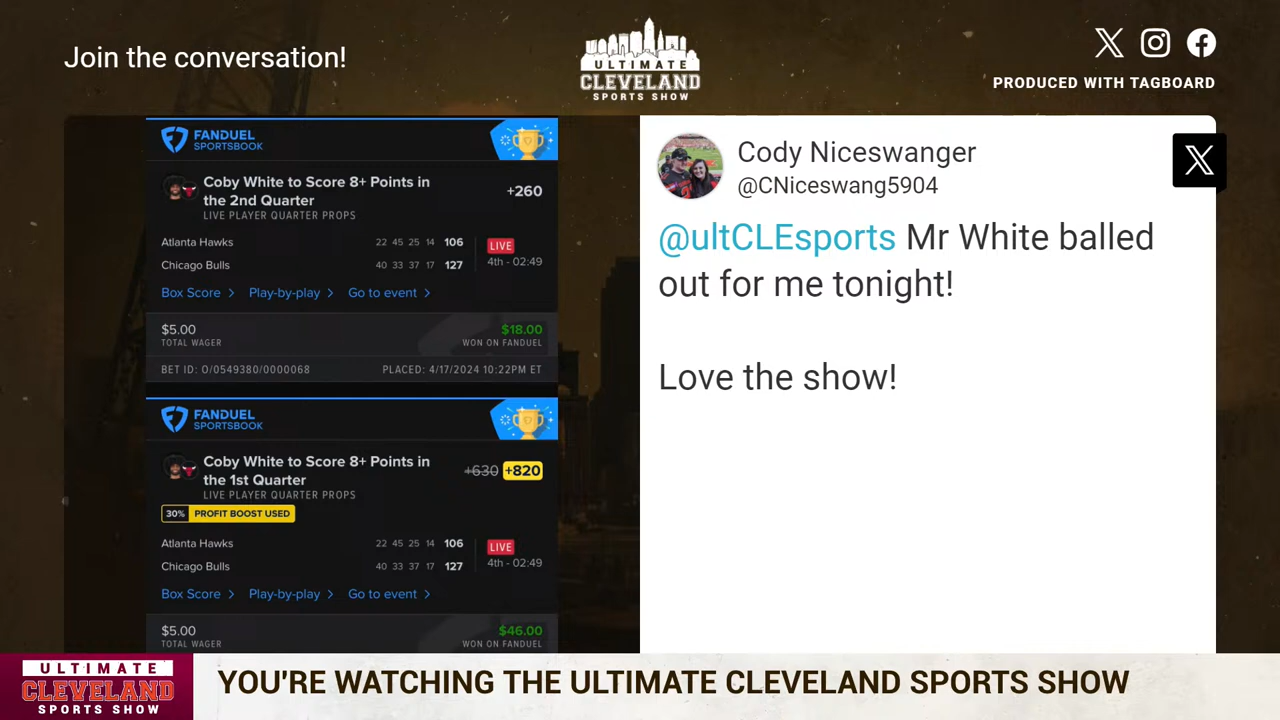 Join the conversation!
ULTIMATE
CLEVELAND
SPORTS SHOW
PRODUCED WITH TAGBOARD
FANDUEL
SPORTSBOOK
Coby White to Score 8+ Points in
the 2nd Quarter
+260
LIVE PLAYER QUARTER PROPS
Atlanta Hawks 22 45 25 14 106
LIVE
Chicago Bulls 40 33 37 17 127
4th - 02:49
Box Score > Play-by-play > Go to event >
$5.00 $18.00
TOTAL WAGER WON ON FANDUEL
BET ID: O/0549380/0000068 PLACED: 4/17/2024 10:22PM ET
FANDUEL
SPORTSBOOK
Coby White to Score 8+ Points in
the 1st Quarter
+630 +820
LIVE PLAYER QUARTER PROPS
30% PROFIT BOOST USED
Atlanta Hawks 22 45 25 14 106
LIVE
Chicago Bulls 40 33 37 17 127
4th - 02:49
Box Score > Play-by-play > Go to event >
$5.00 $46.00
TOTAL WAGER WON ON FANDUEL
Cody Niceswanger
@CNiceswang5904
@ultCLEsports Mr White balled
out for me tonight!
Love the show!
ULTIMATE
CLEVELAND
SPORTS SHOW
YOU'RE WATCHING THE ULTIMATE CLEVELAND SPORTS SHOW